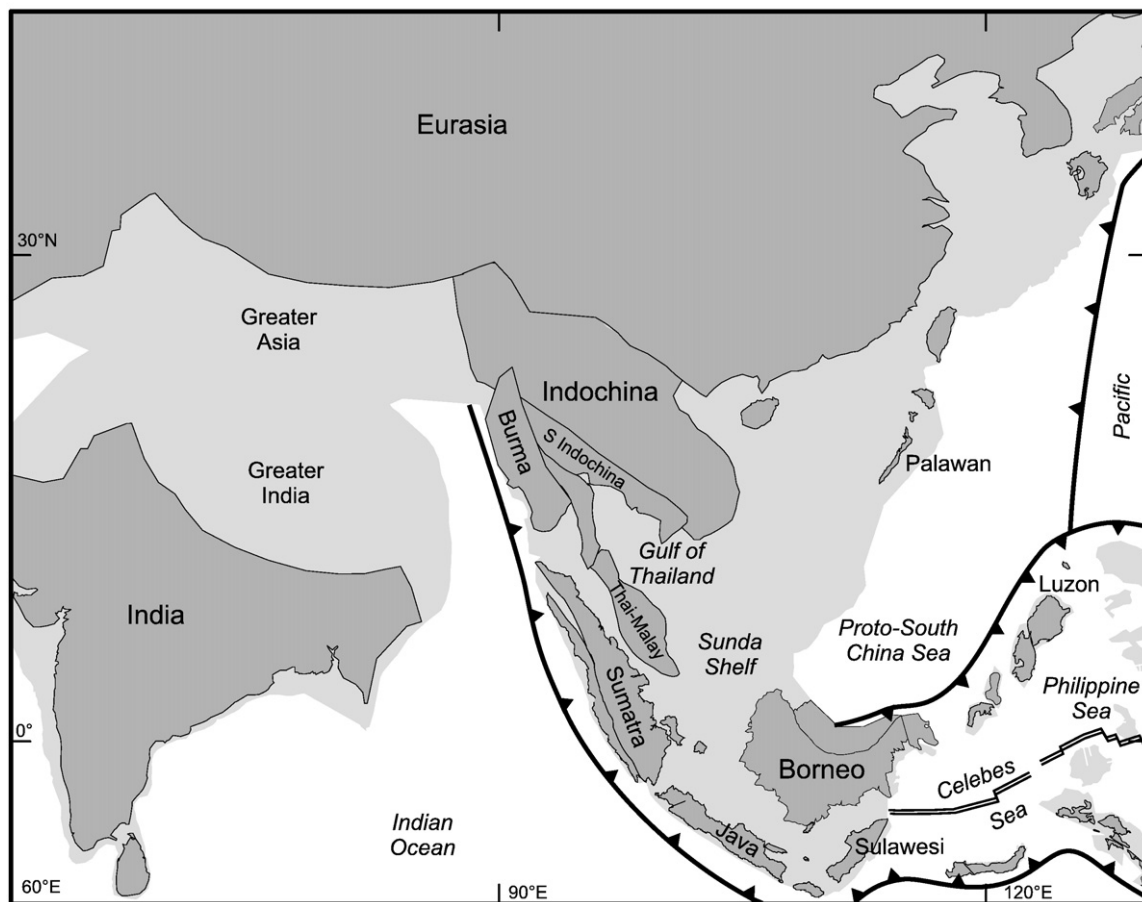 Eurasia
30°N
Greater
Asia
Indochina
Pacific
Burma
S Indochina
Palawan
Greater
India
Gulf of
Thailand
Luzon
India
Thai-Malay
Sunda
Shelf
Proto-South
China Sea
Sumatra
Philippine
Sea
0°
Borneo
Celebes
Sea
Indian
Ocean
Java
Sulawesi
60°E
90°E
120°E